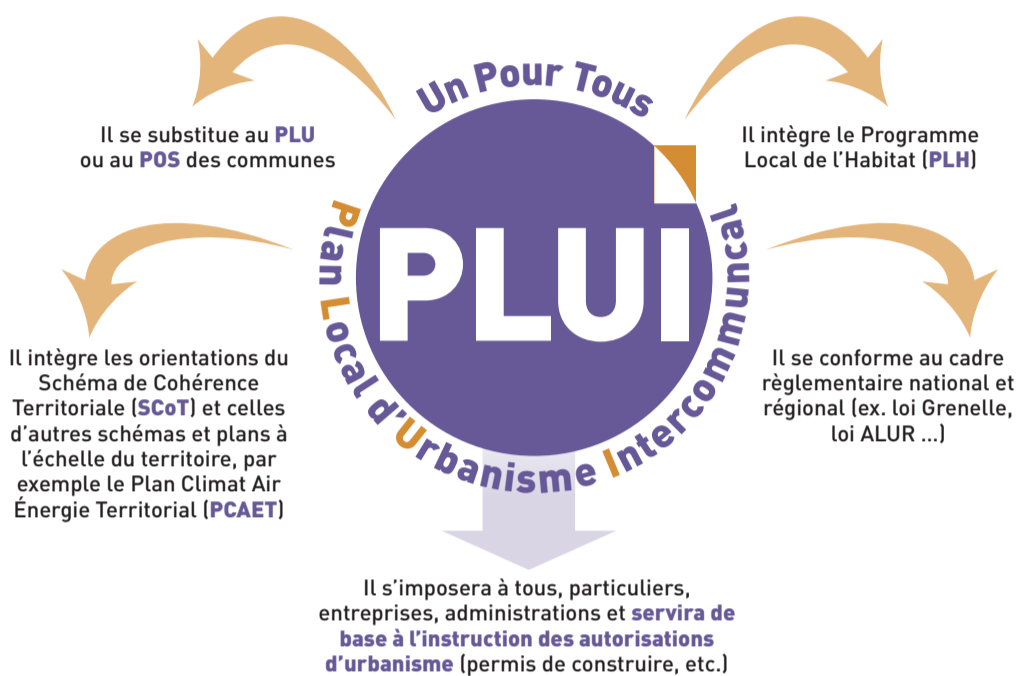 Un Pour Tous
Il se substitue au PLU
ou au POS des communes
Il intègre le Programme
Local de l'Habitat (PLH)
PLUi
Plan Local d'Urbanisme Intercommuncal
Il intègre les orientations du
Schéma de Cohérence
Territoriale (SCoT) et celles
d'autres schémas et plans à
l'échelle du territoire, par
exemple le Plan Climat Air
Énergie Territorial (PCAET)
Il se conforme au cadre
règlementaire national et
régional (ex. loi Grenelle,
loi ALUR ...)
Il s'imposera à tous, particuliers,
entreprises, administrations et servira de
base à l'instruction des autorisations
d'urbanisme (permis de construire, etc.)